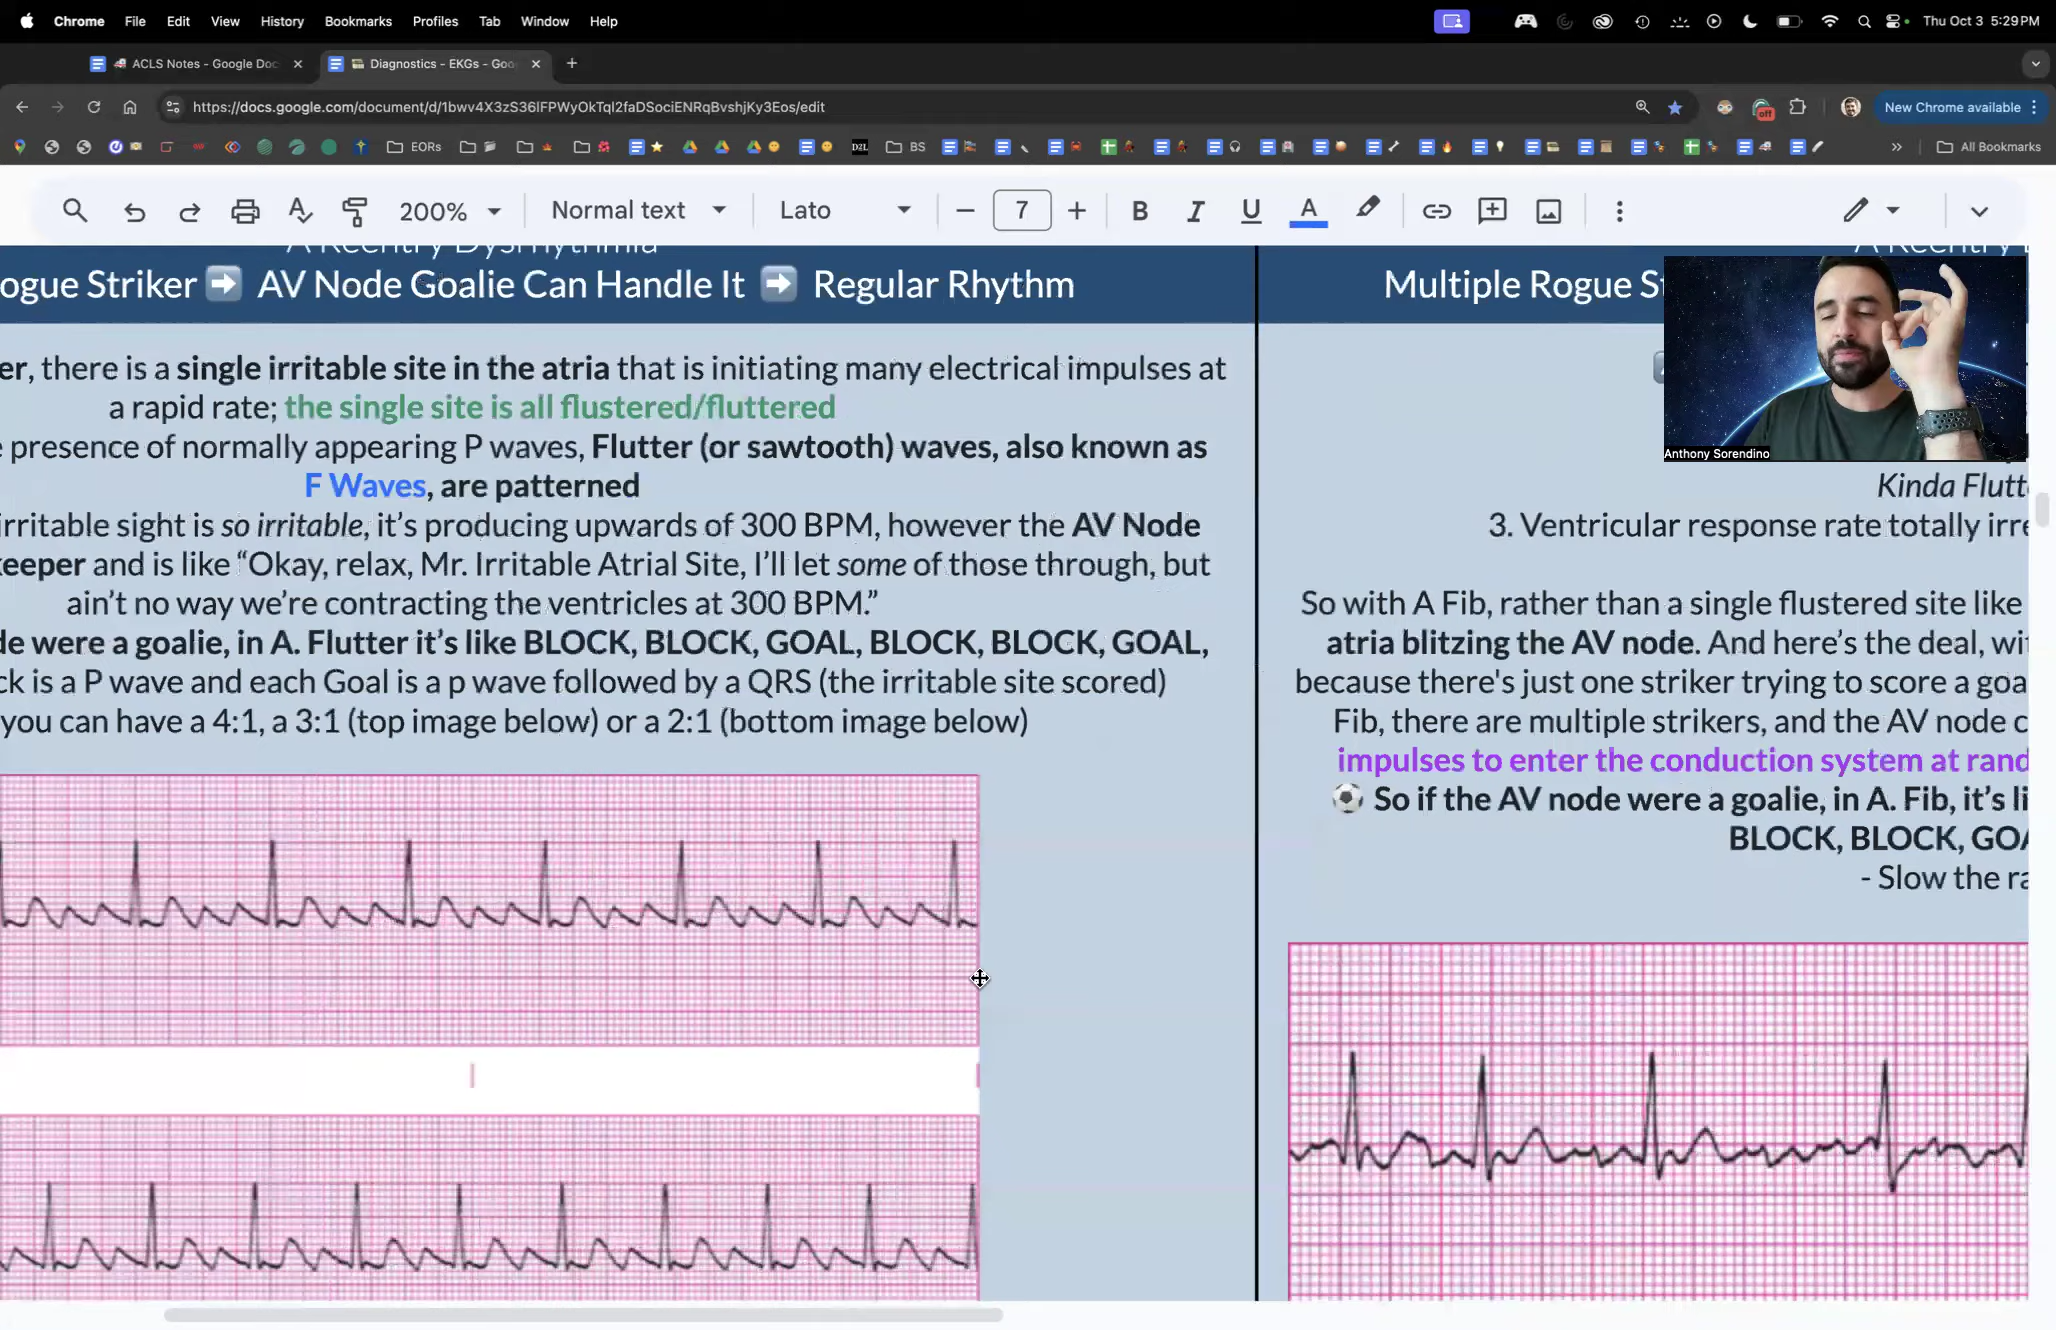 Chrome File Edit View History Bookmarks Profiles Tab Window Help
Thu Oct 3 5:29 PM
ACLS Notes - Google Doc
Diagnostics - EKGs - Goo
https://docs.google.com/document/d/1bwv4X3zS36lFPWyOkTql2faDSociENRqBvshjKy3Eos/edit
off
New Chrome available
EORs
D2L
BS
All Bookmarks
200%
Normal text
Lato
7
B I U A
A Reentry Dysrhythmia
ogue Striker ➡ AV Node Goalie Can Handle It ➡ Regular Rhythm
er, there is a single irritable site in the atria that is initiating many electrical impulses at
a rapid rate; the single site is all flustered/fluttered
e presence of normally appearing P waves, Flutter (or sawtooth) waves, also known as
F Waves, are patterned
irritable sight is so irritable, it's producing upwards of 300 BPM, however the AV Node
keeper and is like “Okay, relax, Mr. Irritable Atrial Site, I'll let some of those through, but
ain't no way we're contracting the ventricles at 300 BPM.”
de were a goalie, in A. Flutter it's like BLOCK, BLOCK, GOAL, BLOCK, BLOCK, GOAL,
ck is a P wave and each Goal is a p wave followed by a QRS (the irritable site scored)
you can have a 4:1, a 3:1 (top image below) or a 2:1 (bottom image below)
A Reentry
Multiple Rogue St
Anthony Sorendino
Kinda Flutt
3. Ventricular response rate totally irre
So with A Fib, rather than a single flustered site like
atria blitzing the AV node. And here's the deal, wit
because there's just one striker trying to score a goa
Fib, there are multiple strikers, and the AV node c
impulses to enter the conduction system at rand
⚽ So if the AV node were a goalie, in A. Fib, it's li
BLOCK, BLOCK, GOA
- Slow the ra